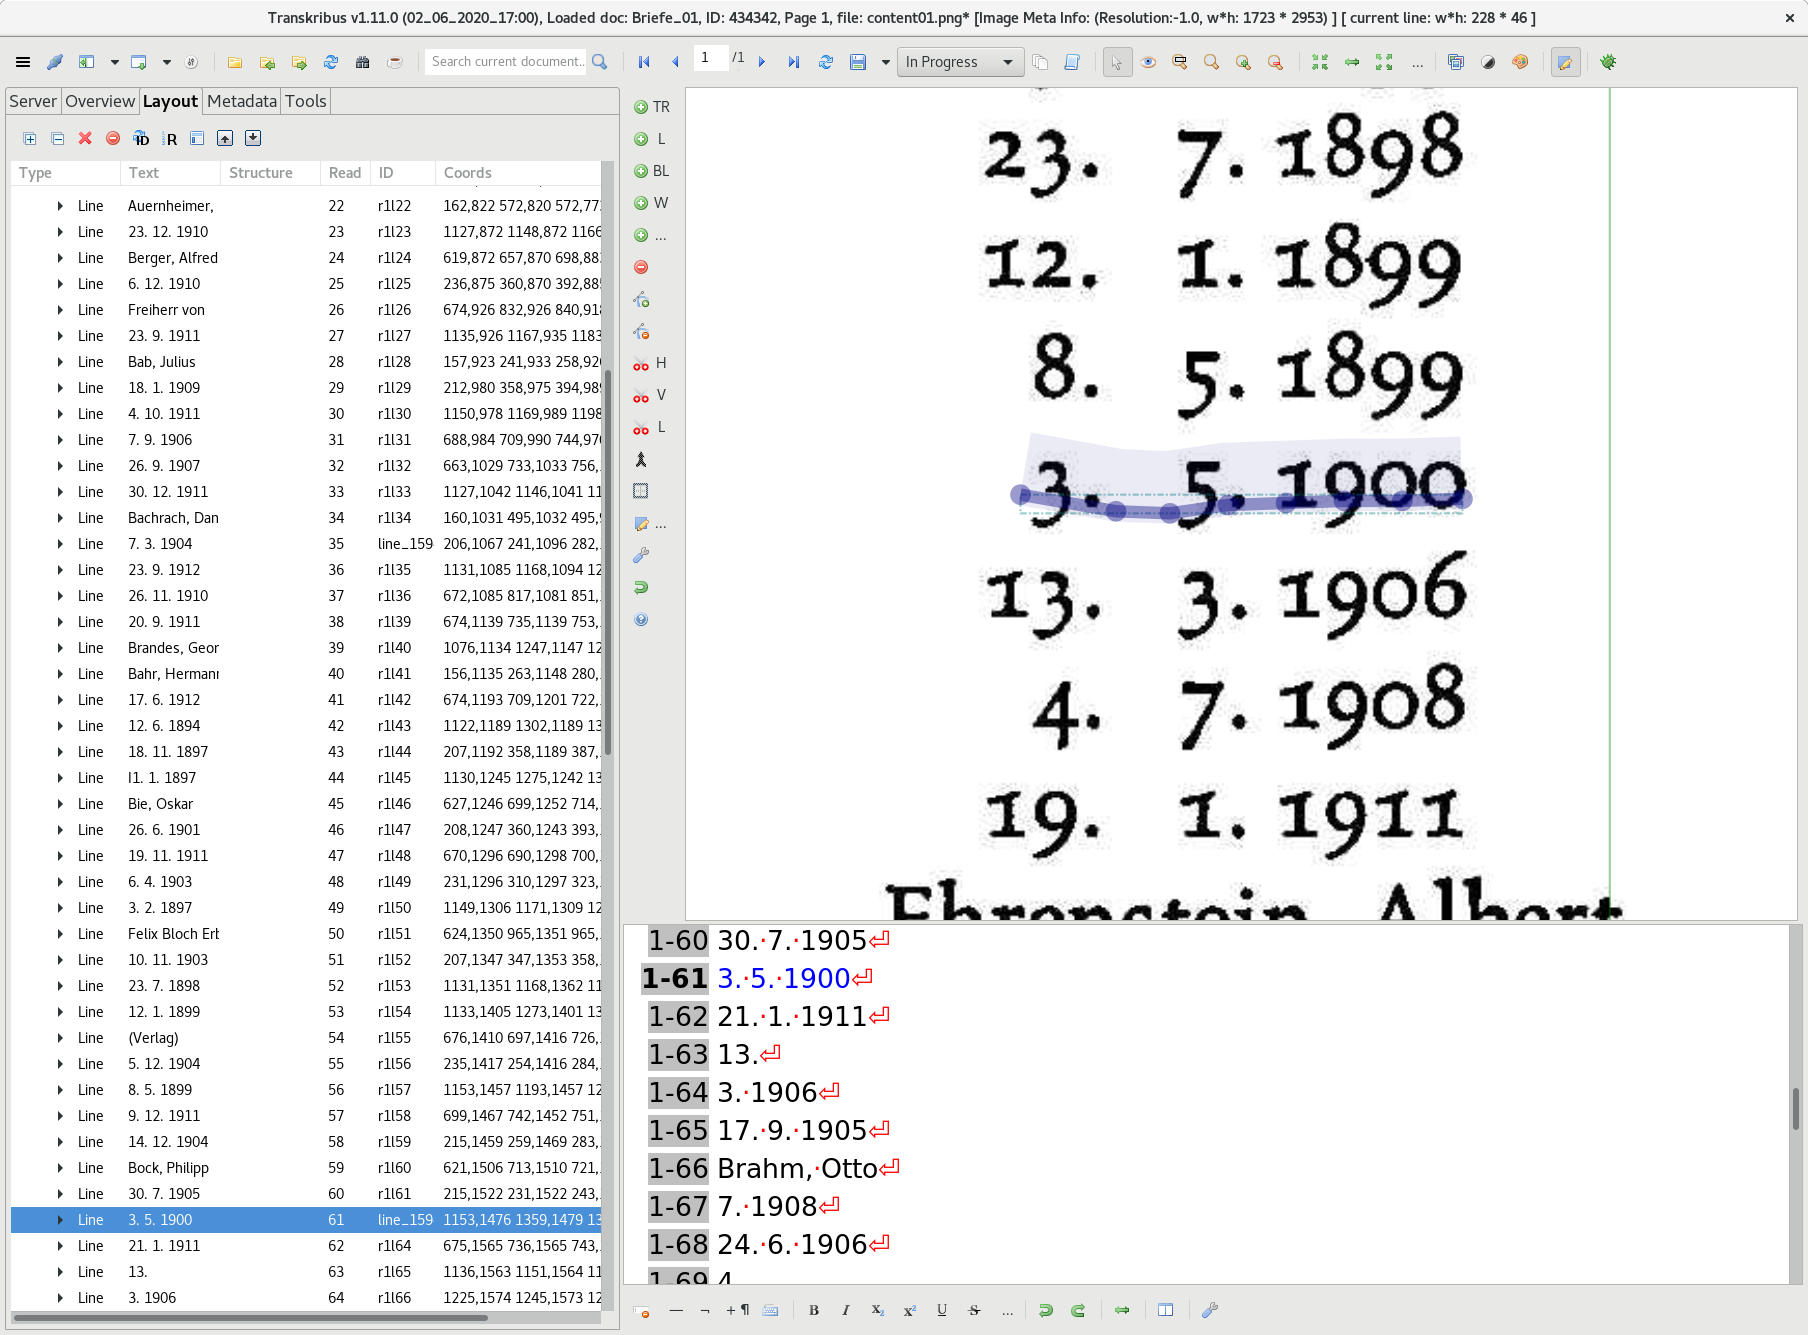 Transkribus v1.11.0 (02_06_2020_17:00), Loaded doc: Briefe_01, ID: 434342, Page 1, file: content01.png* [Image Meta Info: (Resolution:-1.0, w*h: 1723 * 2953) ] [ current line: w*h: 228 * 46 ]
Search current document... 1 /1 In Progress ...
Server Overview Layout Metadata Tools
ID R
Type Text Structure Read ID Coords
Line Auernheimer, 22 r1l22 162,822 572,820 572,77
Line 23. 12. 1910 23 r1l23 1127,872 1148,872 1166
Line Berger, Alfred 24 r1l24 619,872 657,870 698,88
Line 6. 12. 1910 25 r1l25 236,875 360,870 392,88
Line Freiherr von 26 r1l26 674,926 832,926 840,91
Line 23. 9. 1911 27 r1l27 1135,926 1167,935 1183
Line Bab, Julius 28 r1l28 157,923 241,933 258,92
Line 18. 1. 1909 29 r1l29 212,980 358,975 394,98
Line 4. 10. 1911 30 r1l30 1150,978 1169,989 1198
Line 7. 9. 1906 31 r1l31 688,984 709,990 744,97
Line 26. 9. 1907 32 r1l32 663,1029 733,1033 756,
Line 30. 12. 1911 33 r1l33 1127,1042 1146,1041 11
Line Bachrach, Dan 34 r1l34 160,1031 495,1032 495,
Line 7. 3. 1904 35 line_159 206,1067 241,1096 282,
Line 23. 9. 1912 36 r1l35 1131,1085 1168,1094 12
Line 26. 11. 1910 37 r1l36 672,1085 817,1081 851,
Line 20. 9. 1911 38 r1l39 674,1139 735,1139 753,
Line Brandes, Geor 39 r1l40 1076,1134 1247,1147 12
Line Bahr, Hermann 40 r1l41 156,1135 263,1148 280,
Line 17. 6. 1912 41 r1l42 674,1193 709,1201 722,
Line 12. 6. 1894 42 r1l43 1122,1189 1302,1189 13
Line 18. 11. 1897 43 r1l44 207,1192 358,1189 387,
Line I1. 1. 1897 44 r1l45 1130,1245 1275,1242 13
Line Bie, Oskar 45 r1l46 627,1246 699,1252 714,
Line 26. 6. 1901 46 r1l47 208,1247 360,1243 393,
Line 19. 11. 1911 47 r1l48 670,1296 690,1298 700,
Line 6. 4. 1903 48 r1l49 231,1296 310,1297 323,
Line 3. 2. 1897 49 r1l50 1149,1306 1171,1309 12
Line Felix Bloch Erb 50 r1l51 624,1350 965,1351 965,
Line 10. 11. 1903 51 r1l52 207,1347 347,1353 358,
Line 23. 7. 1898 52 r1l53 1131,1351 1168,1362 11
Line 12. 1. 1899 53 r1l54 1133,1405 1273,1401 13
Line (Verlag) 54 r1l55 676,1410 697,1416 726,
Line 5. 12. 1904 55 r1l56 235,1417 254,1416 284,
Line 8. 5. 1899 56 r1l57 1153,1457 1193,1457 12
Line 9. 12. 1911 57 r1l58 699,1467 742,1452 751,
Line 14. 12. 1904 58 r1l59 215,1459 259,1469 283,
Line Bock, Philipp 59 r1l60 621,1506 713,1510 721,
Line 30. 7. 1905 60 r1l61 215,1522 231,1522 243,
Line 3. 5. 1900 61 line_159 1153,1476 1359,1479 13
Line 21. 1. 1911 62 r1l64 675,1565 736,1565 743,
Line 13. 63 r1l65 1136,1563 1151,1564 11
Line 3. 1906 64 r1l66 1225,1574 1245,1573 12
TR
L
BL
W
...
H
V
L
...
23. 7. 1898
12. 1. 1899
8. 5. 1899
3. 5. 1900
13. 3. 1906
4. 7. 1908
19. 1. 1911
Ehrenstein, Albert
1-60 30.·7.·1905
1-61 3.·5.·1900
1-62 21.·1.·1911
1-63 13.
1-64 3.·1906
1-65 17.·9.·1905
1-66 Brahm,·Otto
1-67 7.·1908
1-68 24.·6.·1906
1-69 4
— ¬ +¶ B I X₂ x² U S ...